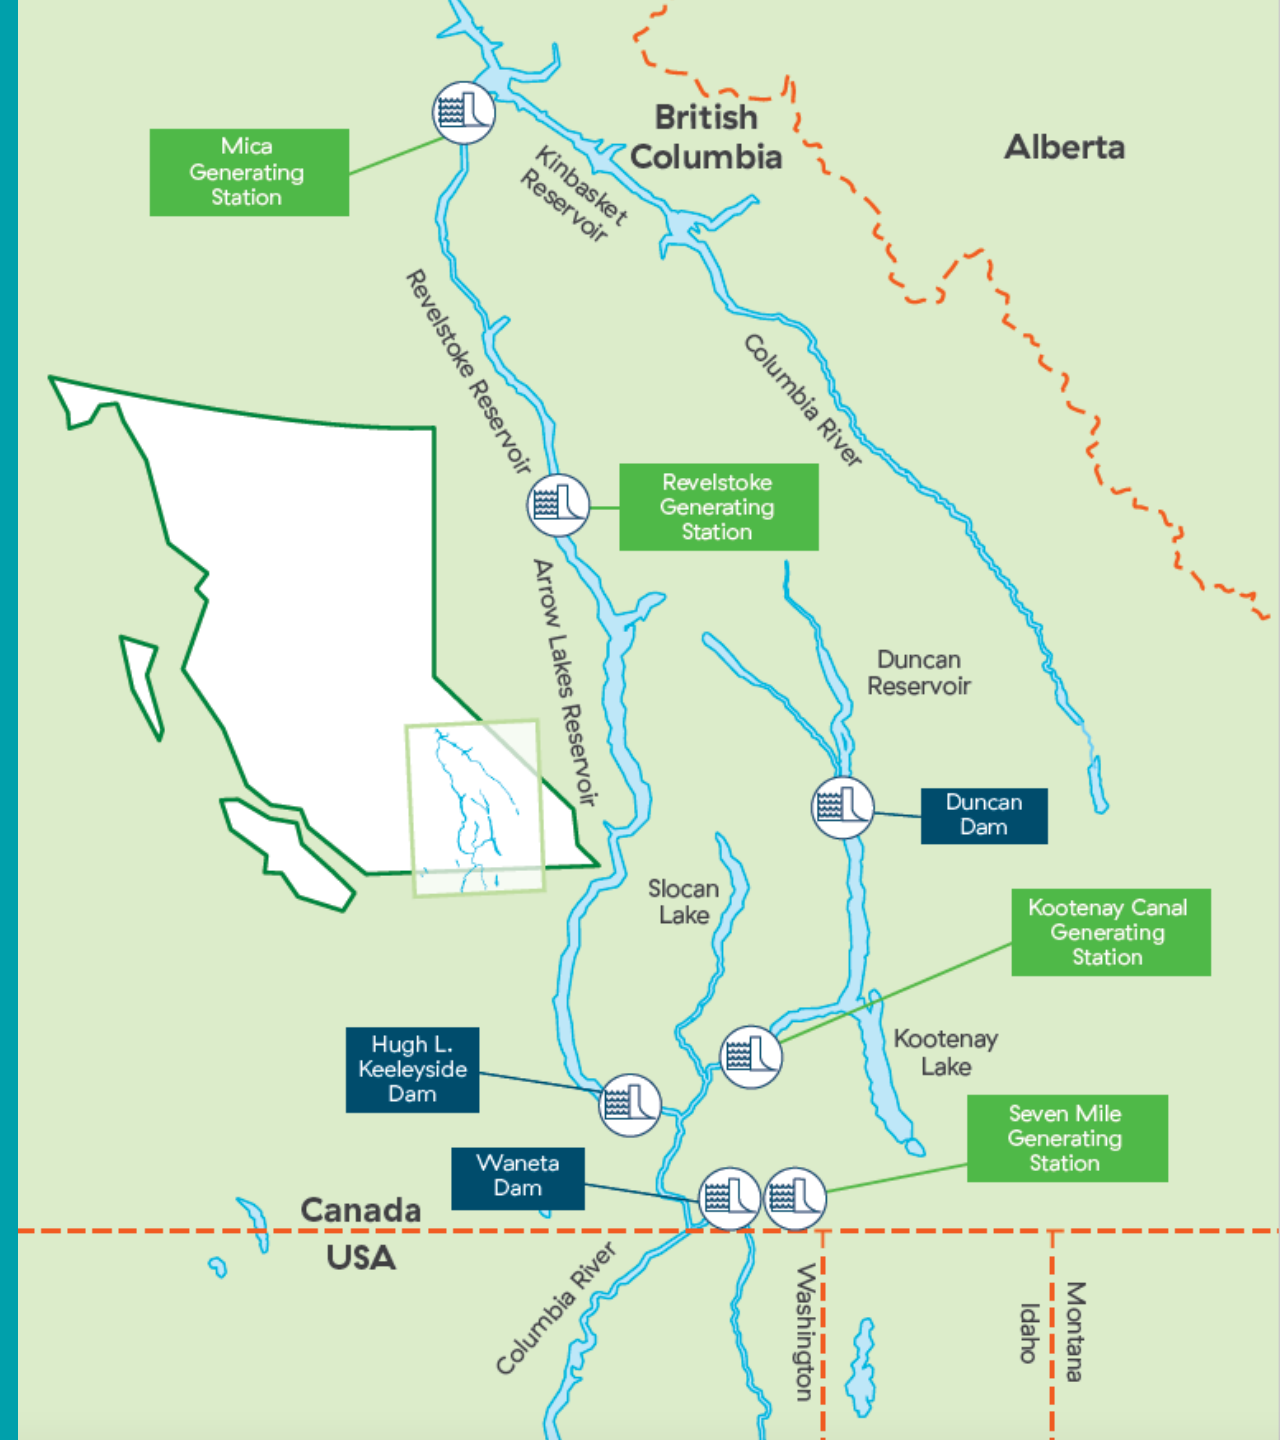 British
Columbia
Alberta
Mica
Generating
Station
Kinbasket
Reservoir
Revelstoke Reservoir
Columbia River
Revelstoke
Generating
Station
Arrow Lakes Reservoir
Duncan
Reservoir
Duncan
Dam
Slocan
Lake
Kootenay Canal
Generating
Station
Hugh L.
Keeleyside
Dam
Kootenay
Lake
Seven Mile
Generating
Station
Waneta
Dam
Canada
USA
Columbia River
Washington
Idaho
Montana